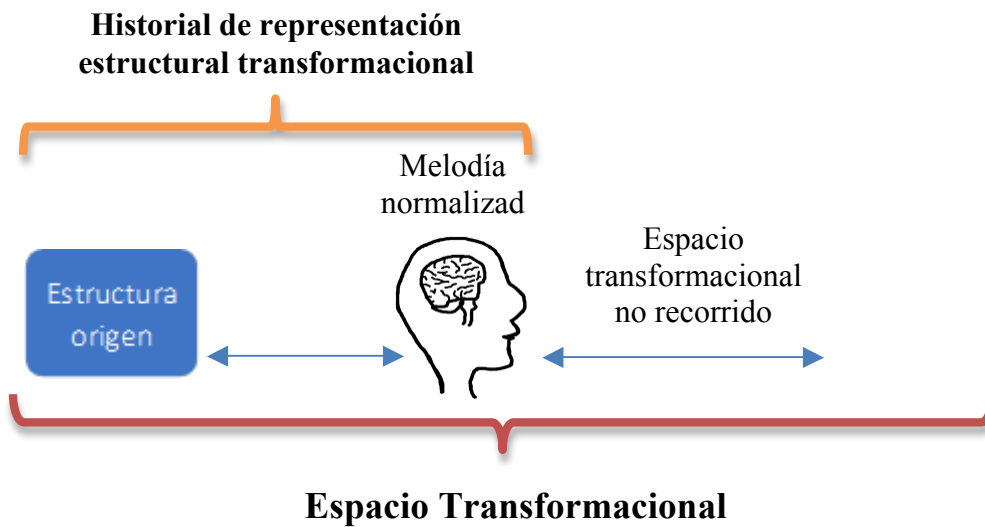 Historial de representación
estructural transformacional
Melodía
normalizad
Estructura
origen
Espacio
transformacional
no recorrido
Espacio Transformacional